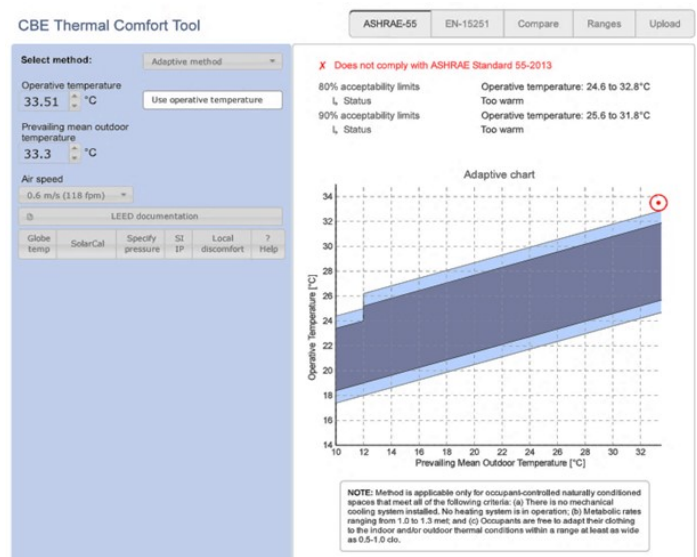 CBE Thermal Comfort Tool
ASHRAE-55 EN-15251 Compare Ranges Upload
Select method: Adaptive method
Operative temperature
33.51 °C Use operative temperature
Prevailing mean outdoor
temperature
33.3 °C
Air speed
0.6 m/s (118 fpm)
LEED documentation
Globe temp SolarCal Specify pressure SI IP Local discomfort ? Help
✗ Does not comply with ASHRAE Standard 55-2013
80% acceptability limits Operative temperature: 24.6 to 32.8°C
Status Too warm
90% acceptability limits Operative temperature: 25.6 to 31.8°C
Status Too warm
Adaptive chart
Operative Temperature [°C]
34
32
30
28
26
24
22
20
18
16
14
10 12 14 16 18 20 22 24 26 28 30 32
Prevailing Mean Outdoor Temperature [°C]
NOTE: Method is applicable only for occupant-controlled naturally conditioned
spaces that meet all of the following criteria: (a) There is no mechanical
cooling system installed. No heating system is in operation; (b) Metabolic rates
ranging from 1.0 to 1.3 met; and (c) Occupants are free to adapt their clothing
to the indoor and/or outdoor thermal conditions within a range at least as wide
as 0.5-1.0 clo.